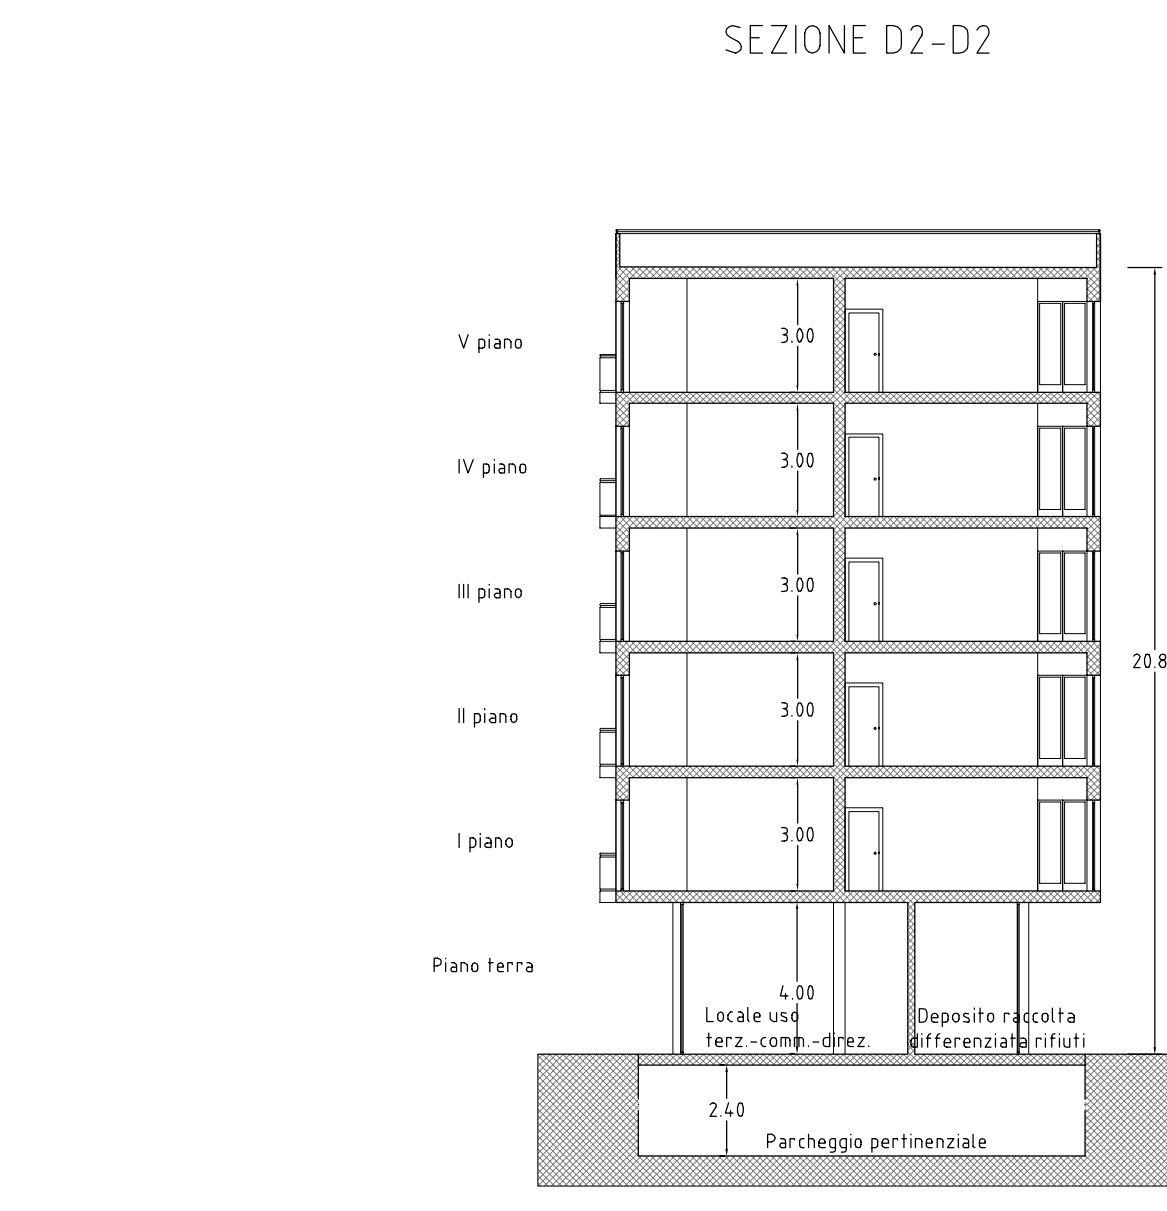 SEZIONE D2-D2
V piano
3.00
IV piano
3.00
III piano
3.00
20.8
II piano
3.00
I piano
3.00
Piano terra
4.00
Locale uso
terz.-comm.-direz.
Deposito raccolta
differenziata rifiuti
2.40
Parcheggio pertinenziale